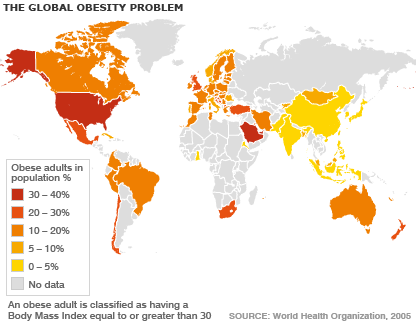 THE GLOBAL OBESITY PROBLEM
Obese adults in
population %
30 – 40%
20 – 30%
10 – 20%
5 – 10%
0 – 5%
No data
An obese adult is classified as having a
Body Mass Index equal to or greater than 30
SOURCE: World Health Organization, 2005